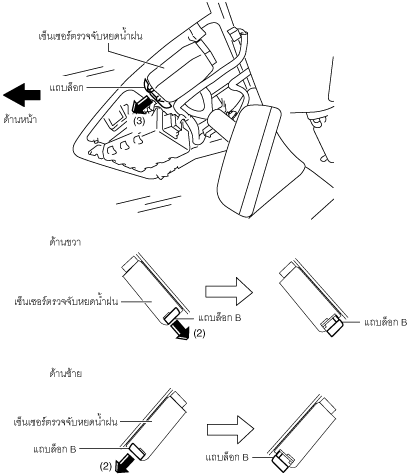 เซ็นเซอร์ตรวจจับหยดน้ำฝน
แถบล็อก
(3)
ด้านหน้า
ด้านขวา
เซ็นเซอร์ตรวจจับหยดน้ำฝน
แถบล็อก B
(2)
แถบล็อก B
ด้านซ้าย
เซ็นเซอร์ตรวจจับหยดน้ำฝน
แถบล็อก B
(2)
แถบล็อก B